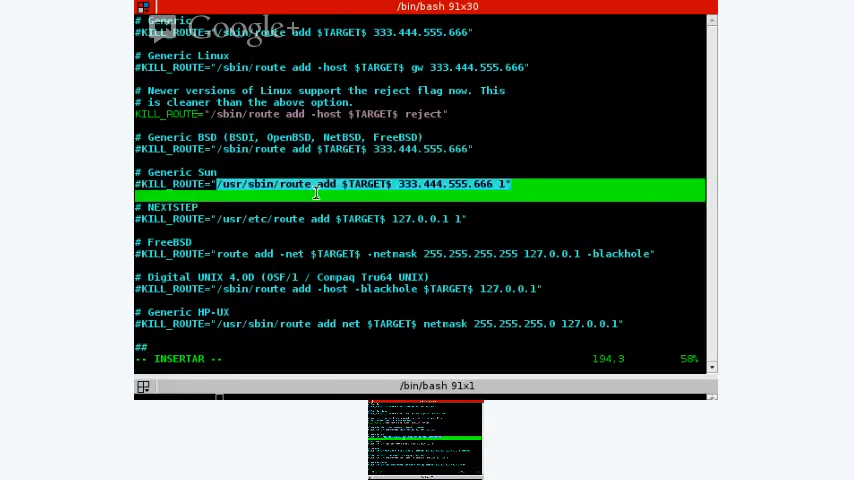 /bin/bash 91x30
# Generic
#KILL_ROUTE="/sbin/route add $TARGET$ 333.444.555.666"
Google+
# Generic Linux
#KILL_ROUTE="/sbin/route add -host $TARGET$ gw 333.444.555.666"
# Newer versions of Linux support the reject flag now. This
# is cleaner than the above option.
KILL_ROUTE="/sbin/route add -host $TARGET$ reject"
# Generic BSD (BSDI, OpenBSD, NetBSD, FreeBSD)
#KILL_ROUTE="/sbin/route add $TARGET$ 333.444.555.666"
# Generic Sun
#KILL_ROUTE="/usr/sbin/route add $TARGET$ 333.444.555.666 1"
# NEXTSTEP
#KILL_ROUTE="/usr/etc/route add $TARGET$ 127.0.0.1 1"
# FreeBSD
#KILL_ROUTE="route add -net $TARGET$ -netmask 255.255.255.255 127.0.0.1 -blackhole"
# Digital UNIX 4.0D (OSF/1 / Compaq Tru64 UNIX)
#KILL_ROUTE="/sbin/route add -host -blackhole $TARGET$ 127.0.0.1"
# Generic HP-UX
#KILL_ROUTE="/usr/sbin/route add net $TARGET$ netmask 255.255.255.0 127.0.0.1"
##
-- INSERTAR -- 194,3 58%
/bin/bash 91x1